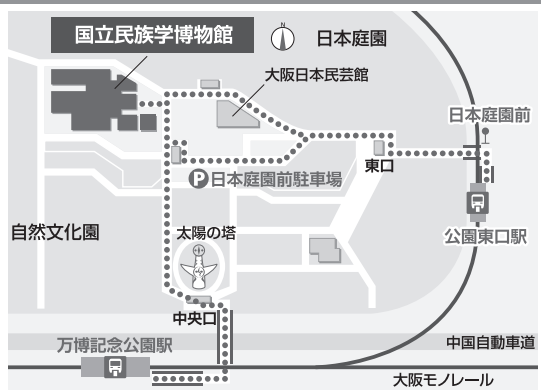 国立民族学博物館
N
日本庭園
大阪日本民芸館
日本庭園前
東口
P日本庭園前駐車場
自然文化園
太陽の塔
公園東口駅
中央口
万博記念公園駅
中国自動車道
大阪モノレール